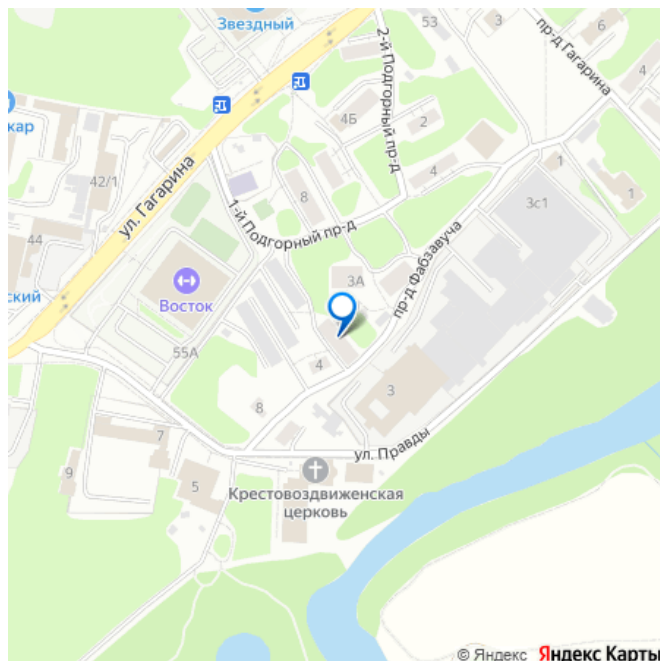 Звездный
53
3
6
пр-д Гагарина
2-й Подгорный пр-д
4
кар
4Б
2
ул. Гагарина
42/1
8
4
1
3с1
1
1-й Подгорный пр-д
44
ский
Восток
3А
пр-д Фабзавуча
55А
4
3
8
7
9
5
ул. Правды
Крестовоздвиженская
церковь
© Яндекс Яндекс Карты